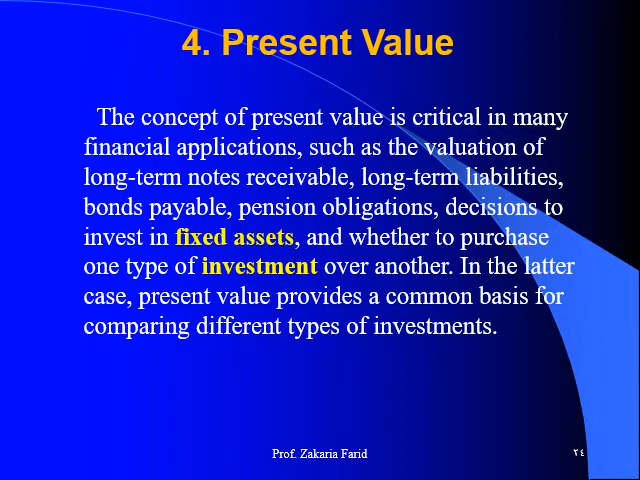 4. Present Value
The concept of present value is critical in many
financial applications, such as the valuation of
long-term notes receivable, long-term liabilities,
bonds payable, pension obligations, decisions to
invest in fixed assets, and whether to purchase
one type of investment over another. In the latter
case, present value provides a common basis for
comparing different types of investments.
Prof. Zakaria Farid
٢٤